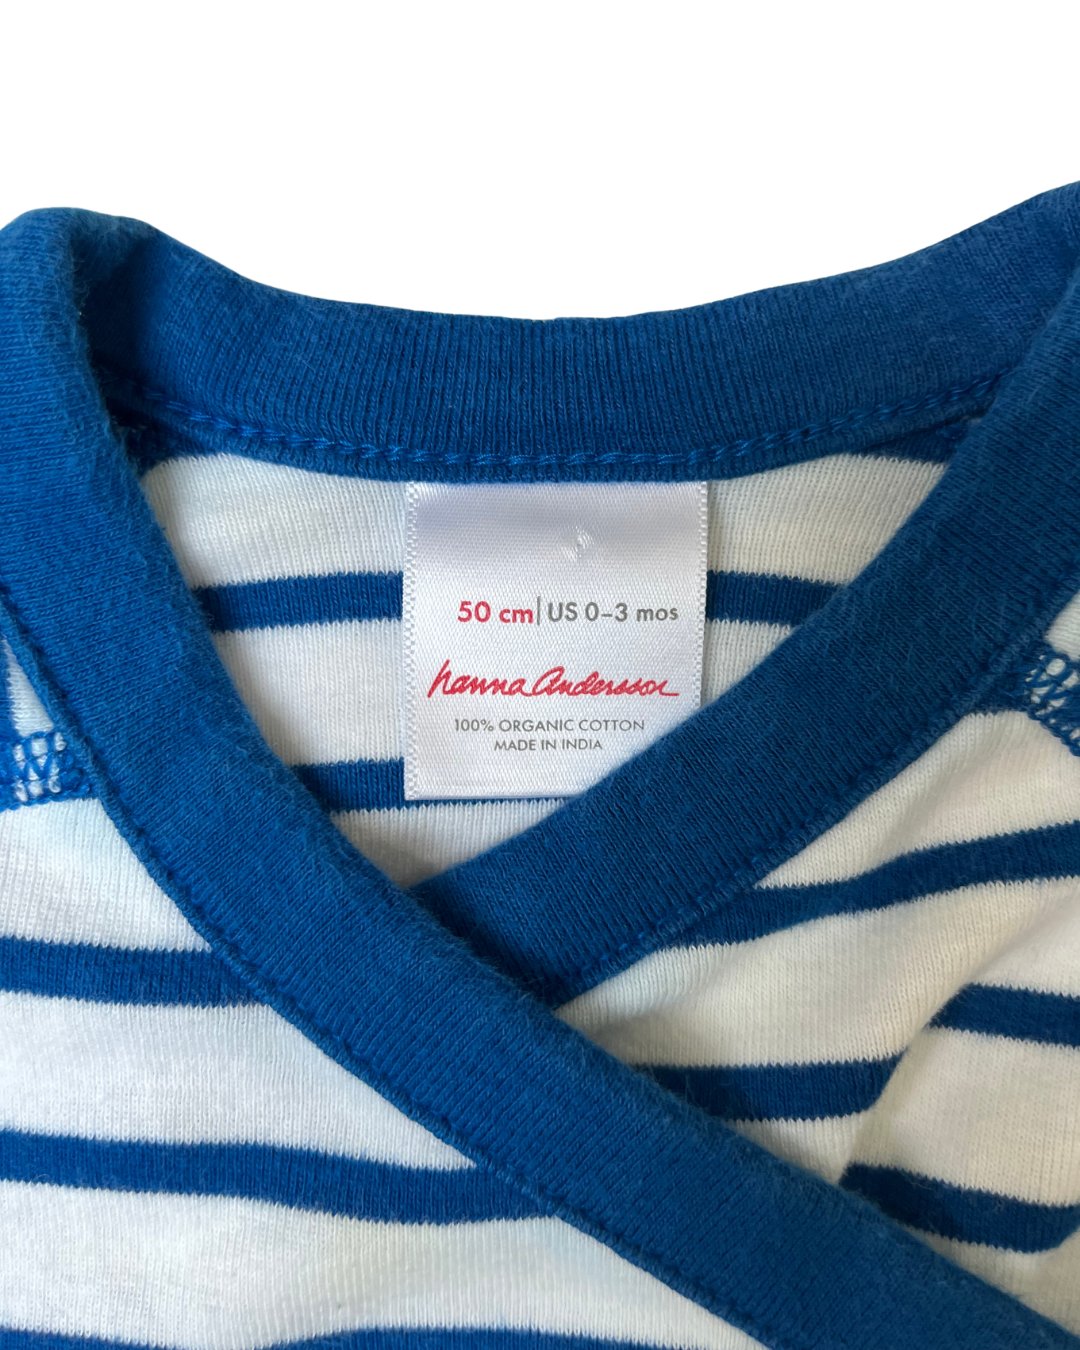 50 cm | US 0-3 mos
hanna Andersson
100% ORGANIC COTTON
MADE IN INDIA